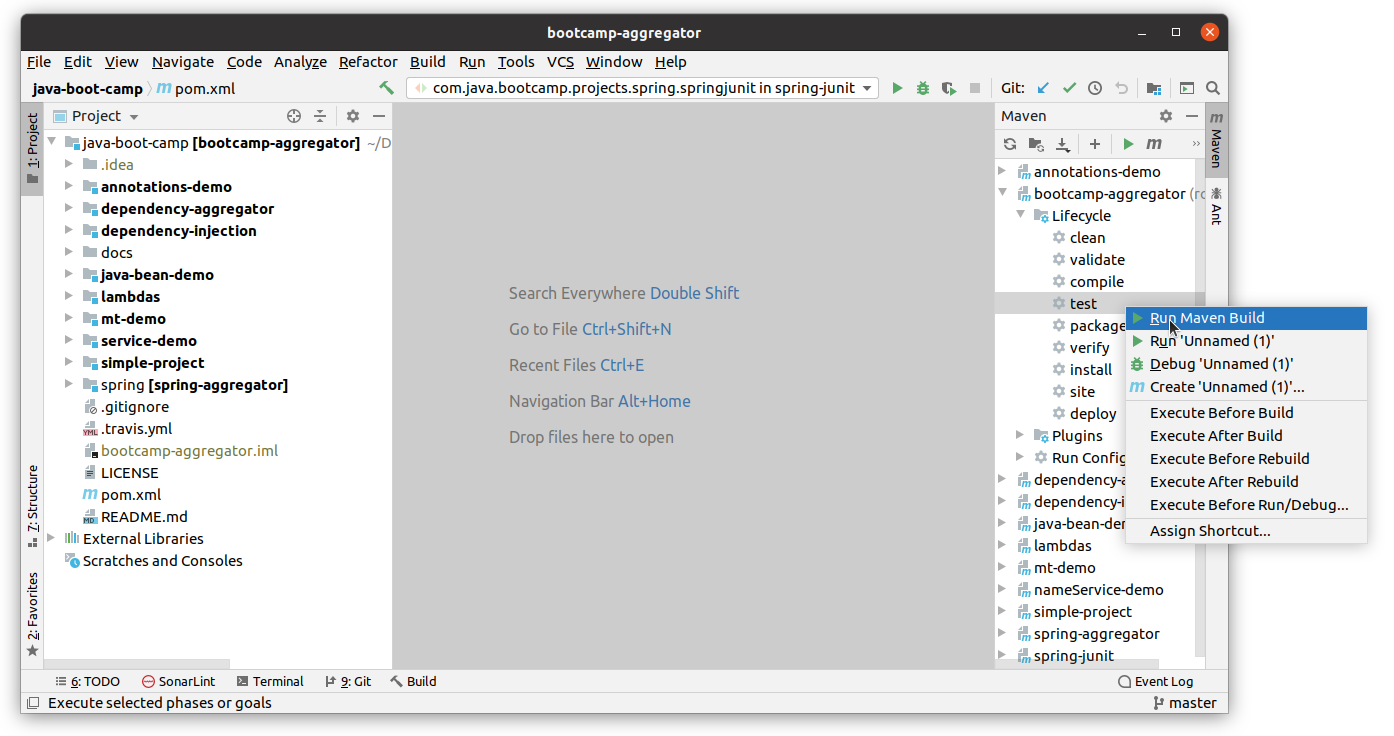 bootcamp-aggregator
File Edit View Navigate Code Analyze Refactor Build Run Tools VCS Window Help
java-boot-camp pom.xml
com.java.bootcamp.projects.spring.springjunit in spring-junit
Git:
1: Project
7: Structure
2: Favorites
Project
java-boot-camp [bootcamp-aggregator] ~/D
.idea
annotations-demo
dependency-aggregator
dependency-injection
docs
java-bean-demo
lambdas
mt-demo
service-demo
simple-project
spring [spring-aggregator]
.gitignore
.travis.yml
bootcamp-aggregator.iml
LICENSE
pom.xml
README.md
External Libraries
Scratches and Consoles
Search Everywhere Double Shift
Go to File Ctrl+Shift+N
Recent Files Ctrl+E
Navigation Bar Alt+Home
Drop files here to open
Maven
annotations-demo
bootcamp-aggregator (ro
Lifecycle
clean
validate
compile
test
package
verify
install
site
deploy
Plugins
Run Config
dependency-a
dependency-i
java-bean-der
lambdas
mt-demo
nameService-demo
simple-project
spring-aggregator
spring-junit
Maven
Ant
Run Maven Build
Run 'Unnamed (1)'
Debug 'Unnamed (1)'
Create 'Unnamed (1)'...
Execute Before Build
Execute After Build
Execute Before Rebuild
Execute After Rebuild
Execute Before Run/Debug...
Assign Shortcut...
6: TODO SonarLint Terminal 9: Git Build Event Log
Execute selected phases or goals master